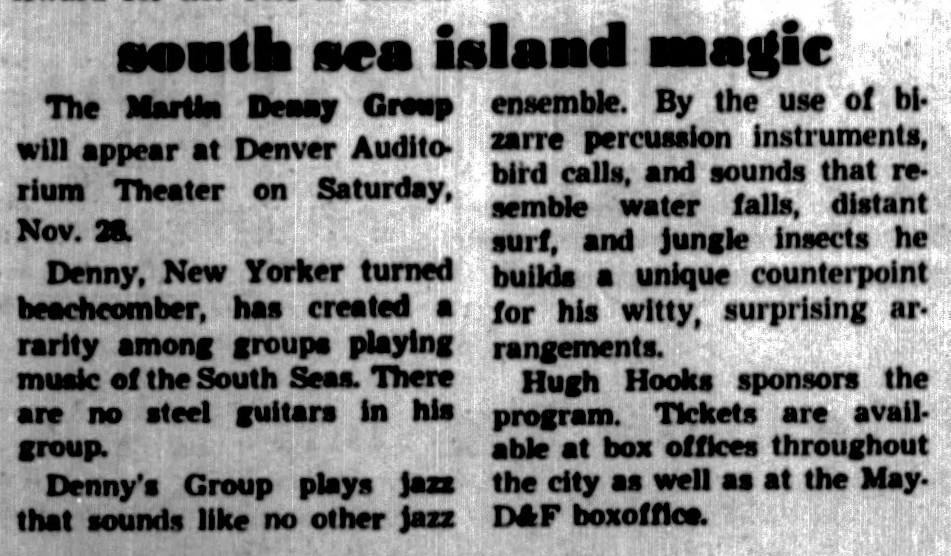 south sea island magic
The Martin Denny Group
will appear at Denver Audito-
rium Theater on Saturday,
Nov. 28.
Denny, New Yorker turned
beachcomber, has created a
rarity among groups playing
music of the South Seas. There
are no steel guitars in his
group.
Denny's Group plays jazz
that sounds like no other jazz
ensemble. By the use of bi-
zarre percussion instruments,
bird calls, and sounds that re-
semble water falls, distant
surf, and jungle insects he
builds a unique counterpoint
for his witty, surprising ar-
rangements.
Hugh Hooks sponsors the
program. Tickets are avail-
able at box offices throughout
the city as well as at the May-
D&F boxoffice.